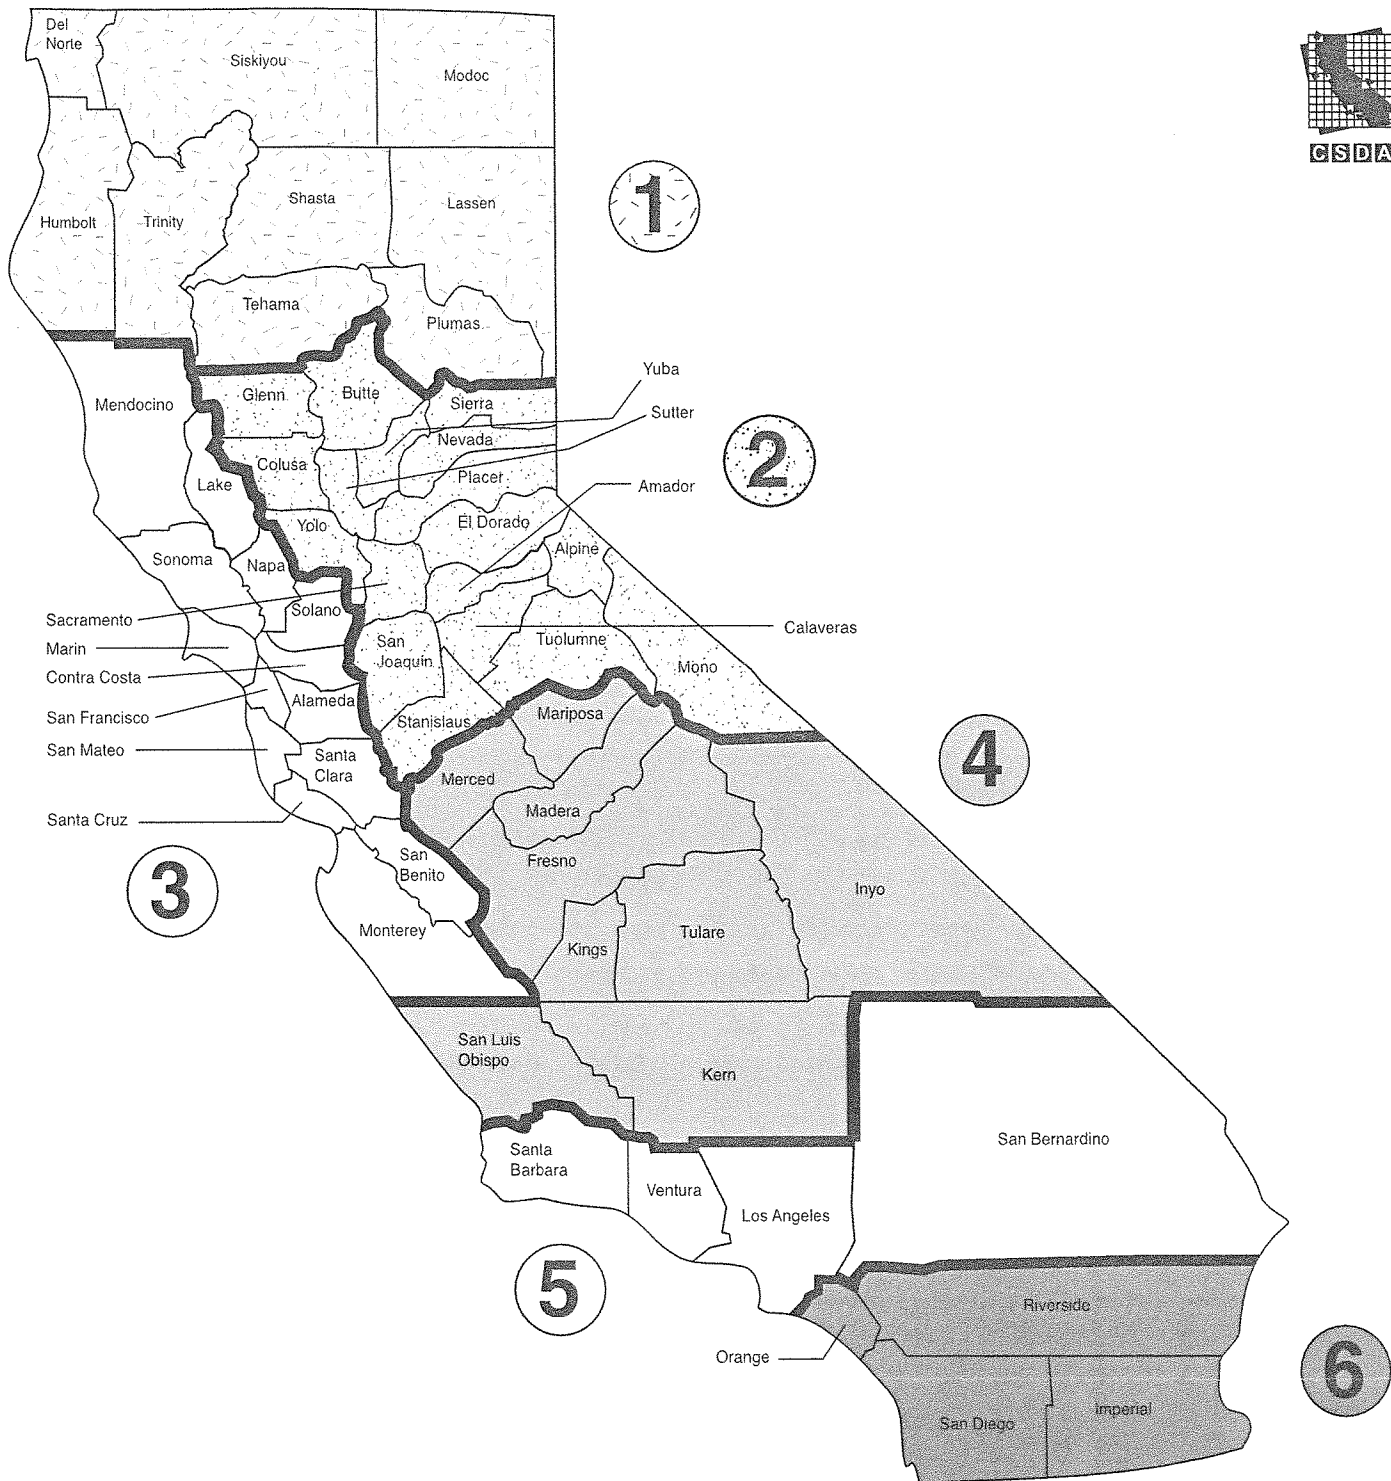 Del
Norte
Siskiyou
Modoc
CSDA
Humbolt
Trinity
Shasta
Lassen
1
Tehama
Plumas
Yuba
Mendocino
Glenn
Butte
Sierra
Sutter
Nevada
2
Colusa
Lake
Placer
Amador
Yolo
El Dorado
Sonoma
Napa
Alpine
Solano
Sacramento
Calaveras
Marin
San
Joaquin
Tuolumne
Mono
Contra Costa
Alameda
San Francisco
Stanislaus
Mariposa
San Mateo
Santa
Clara
Merced
4
Santa Cruz
Madera
San
Benito
Fresno
3
Inyo
Monterey
Kings
Tulare
San Luis
Obispo
Kern
San Bernardino
Santa
Barbara
Ventura
Los Angeles
5
Riverside
Orange
6
San Diego
Imperial